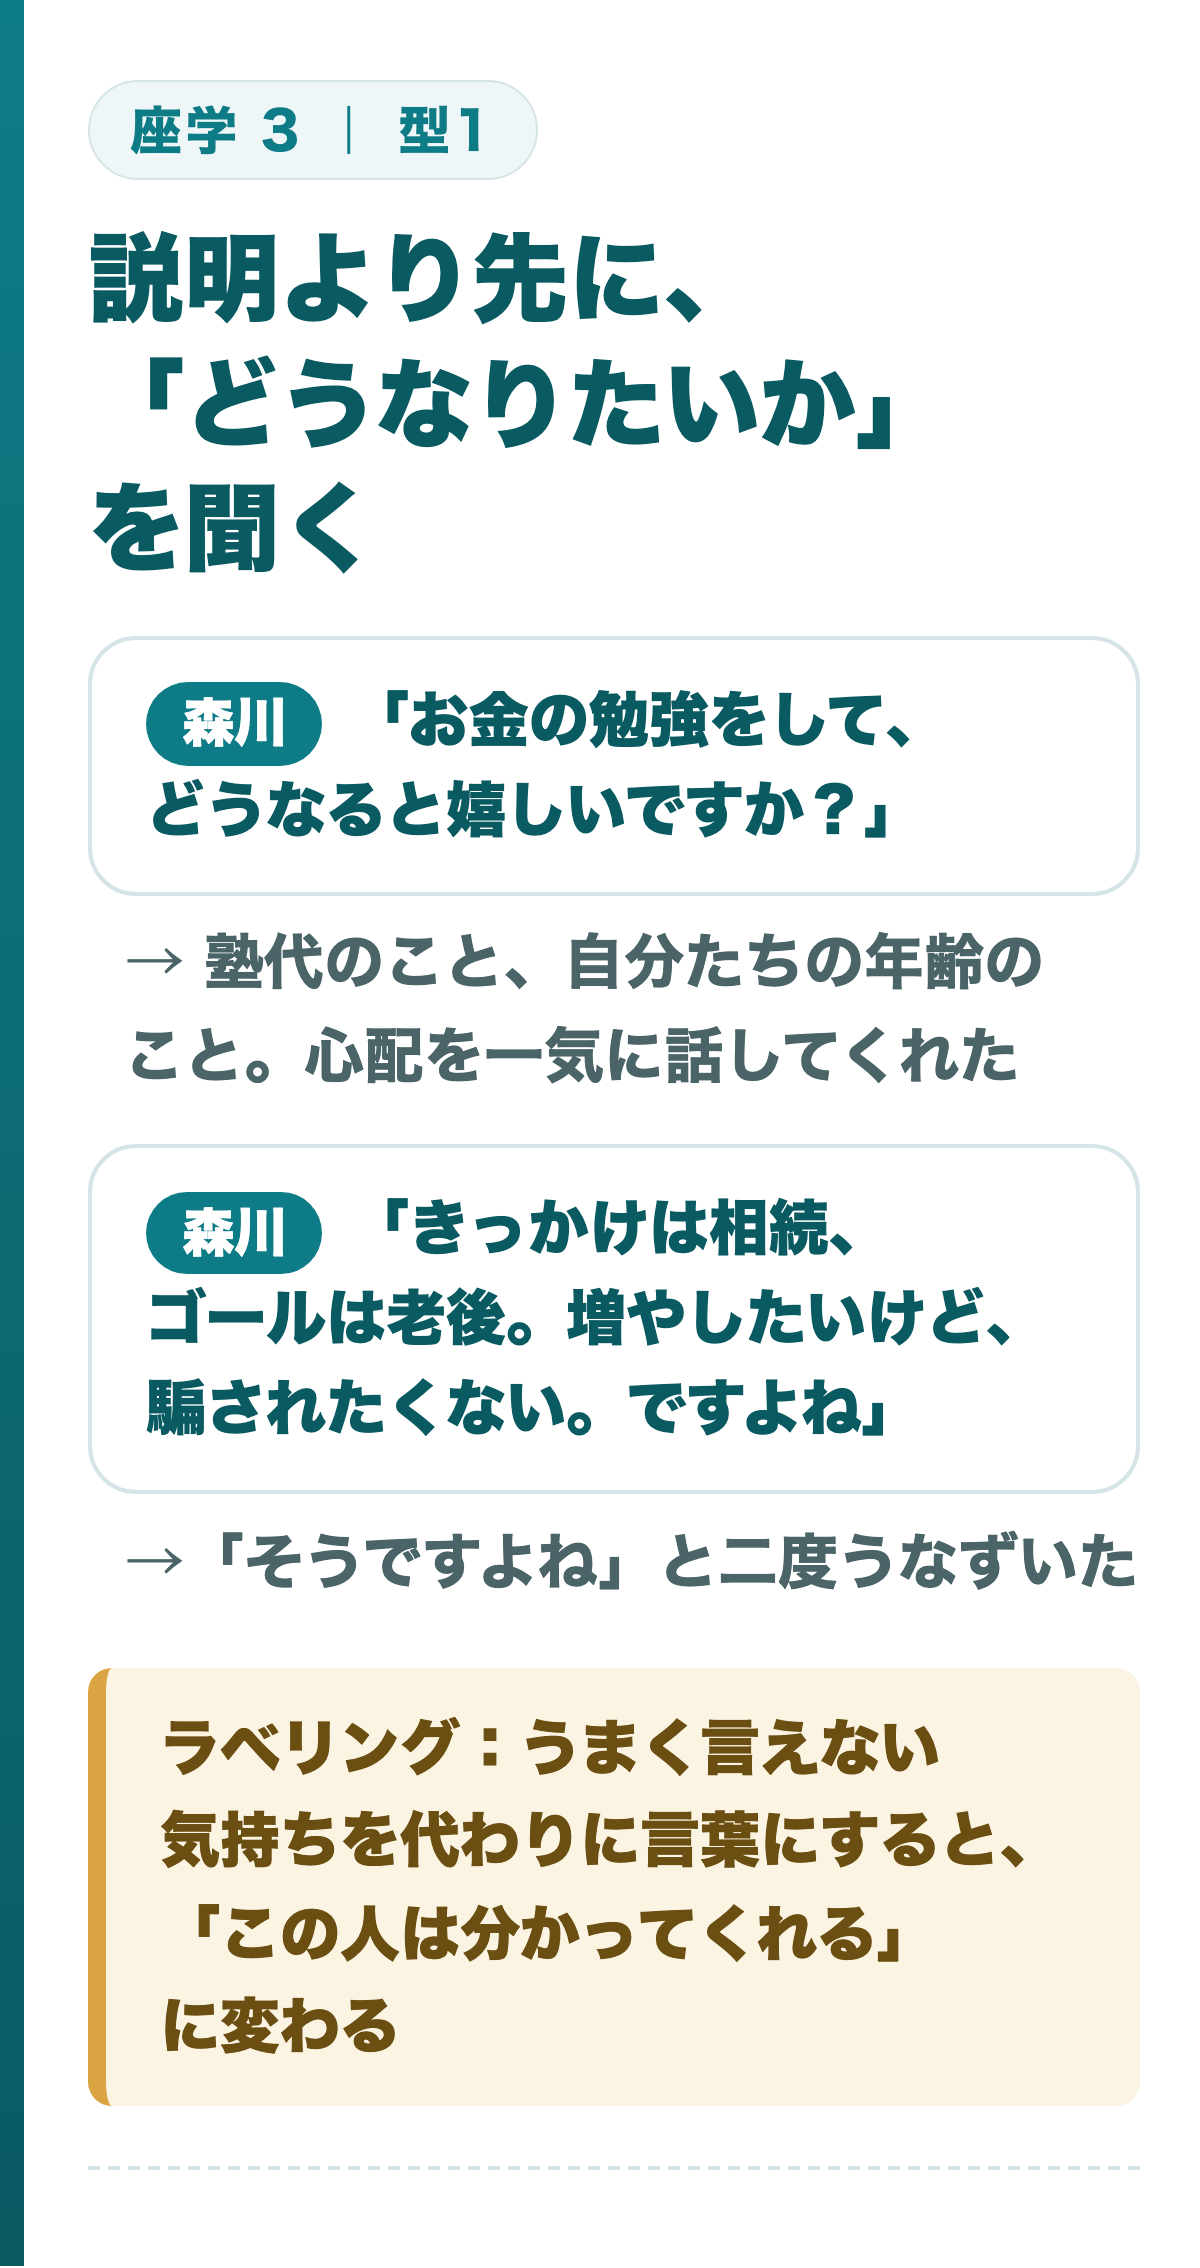 座学 3 ｜ 型1
説明より先に、
「どうなりたいか」
を聞く
森川 「お金の勉強をして、
どうなると嬉しいですか？」
→ 塾代のこと、自分たちの年齢の
こと。心配を一気に話してくれた
森川 「きっかけは相続、
ゴールは老後。増やしたいけど、
騙されたくない。ですよね」
→「そうですよね」と二度うなずいた
ラベリング：うまく言えない
気持ちを代わりに言葉にすると、
「この人は分かってくれる」
に変わる